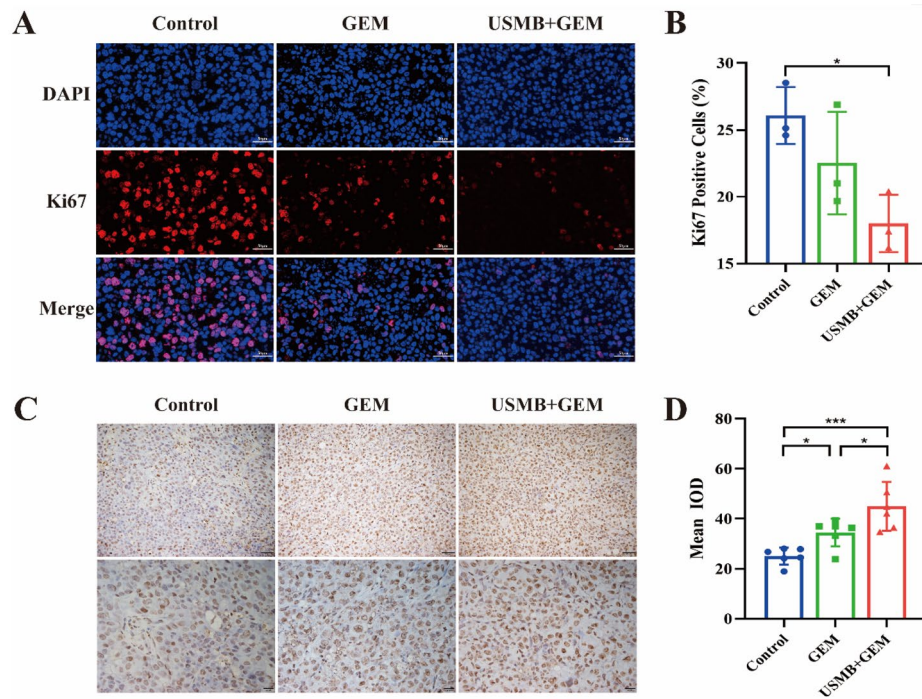 A
Control
GEM
USMB+GEM
DAPI
Ki67
Merge
B
Ki67 Positive Cells (%)
30
25
20
15
*
Control
GEM
USMB+GEM
C
Control
GEM
USMB+GEM
D
Mean IOD
80
60
40
20
0
***
*
*
Control
GEM
USMB+GEM